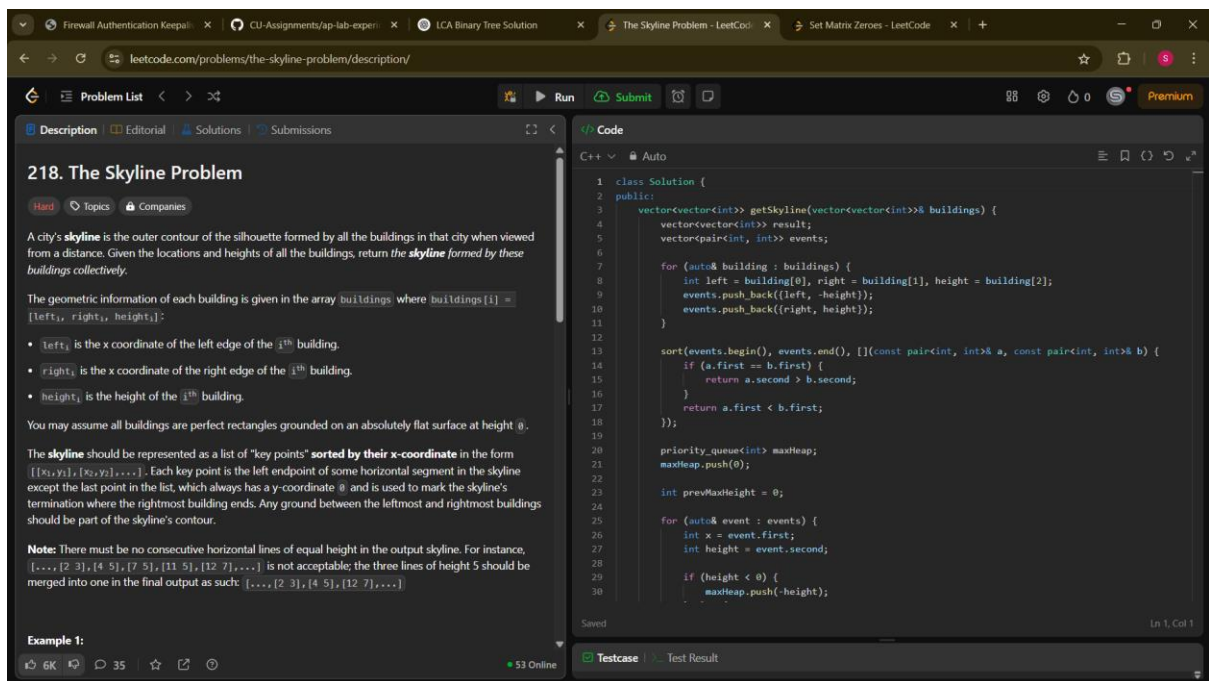 Firewall Authentication Keepali
CU-Assignments/ap-lab-experi
LCA Binary Tree Solution
The Skyline Problem - LeetCod
Set Matrix Zeroes - LeetCode
leetcode.com/problems/the-skyline-problem/description/
S
Problem List
Run
Submit
0
Premium
Description | Editorial | Solutions | Submissions
218. The Skyline Problem
Hard Topics Companies
A city's skyline is the outer contour of the silhouette formed by all the buildings in that city when viewed
from a distance. Given the locations and heights of all the buildings, return the skyline formed by these
buildings collectively.
The geometric information of each building is given in the array buildings where buildings[i] =
[leftᵢ, rightᵢ, heightᵢ]:
• leftᵢ is the x coordinate of the left edge of the iᵗʰ building.
• rightᵢ is the x coordinate of the right edge of the iᵗʰ building.
• heightᵢ is the height of the iᵗʰ building.
You may assume all buildings are perfect rectangles grounded on an absolutely flat surface at height 0.
The skyline should be represented as a list of "key points" sorted by their x-coordinate in the form
[[x₁,y₁],[x₂,y₂],...]. Each key point is the left endpoint of some horizontal segment in the skyline
except the last point in the list, which always has a y-coordinate 0 and is used to mark the skyline's
termination where the rightmost building ends. Any ground between the leftmost and rightmost buildings
should be part of the skyline's contour.
Note: There must be no consecutive horizontal lines of equal height in the output skyline. For instance,
[...,[2 3],[4 5],[7 5],[11 5],[12 7],...] is not acceptable; the three lines of height 5 should be
merged into one in the final output as such: [...,[2 3],[4 5],[12 7],...]
Example 1:
6K 35
53 Online
</> Code
C++ Auto
1 class Solution {
2 public:
3 vector<vector<int>> getSkyline(vector<vector<int>>& buildings) {
4 vector<vector<int>> result;
5 vector<pair<int, int>> events;
6
7 for (auto& building : buildings) {
8 int left = building[0], right = building[1], height = building[2];
9 events.push_back({left, -height});
10 events.push_back({right, height});
11 }
12
13 sort(events.begin(), events.end(), [](const pair<int, int>& a, const pair<int, int>& b) {
14 if (a.first == b.first) {
15 return a.second > b.second;
16 }
17 return a.first < b.first;
18 });
19
20 priority_queue<int> maxHeap;
21 maxHeap.push(0);
22
23 int prevMaxHeight = 0;
24
25 for (auto& event : events) {
26 int x = event.first;
27 int height = event.second;
28
29 if (height < 0) {
30 maxHeap.push(-height);
Saved
Ln 1, Col 1
Testcase | >_ Test Result